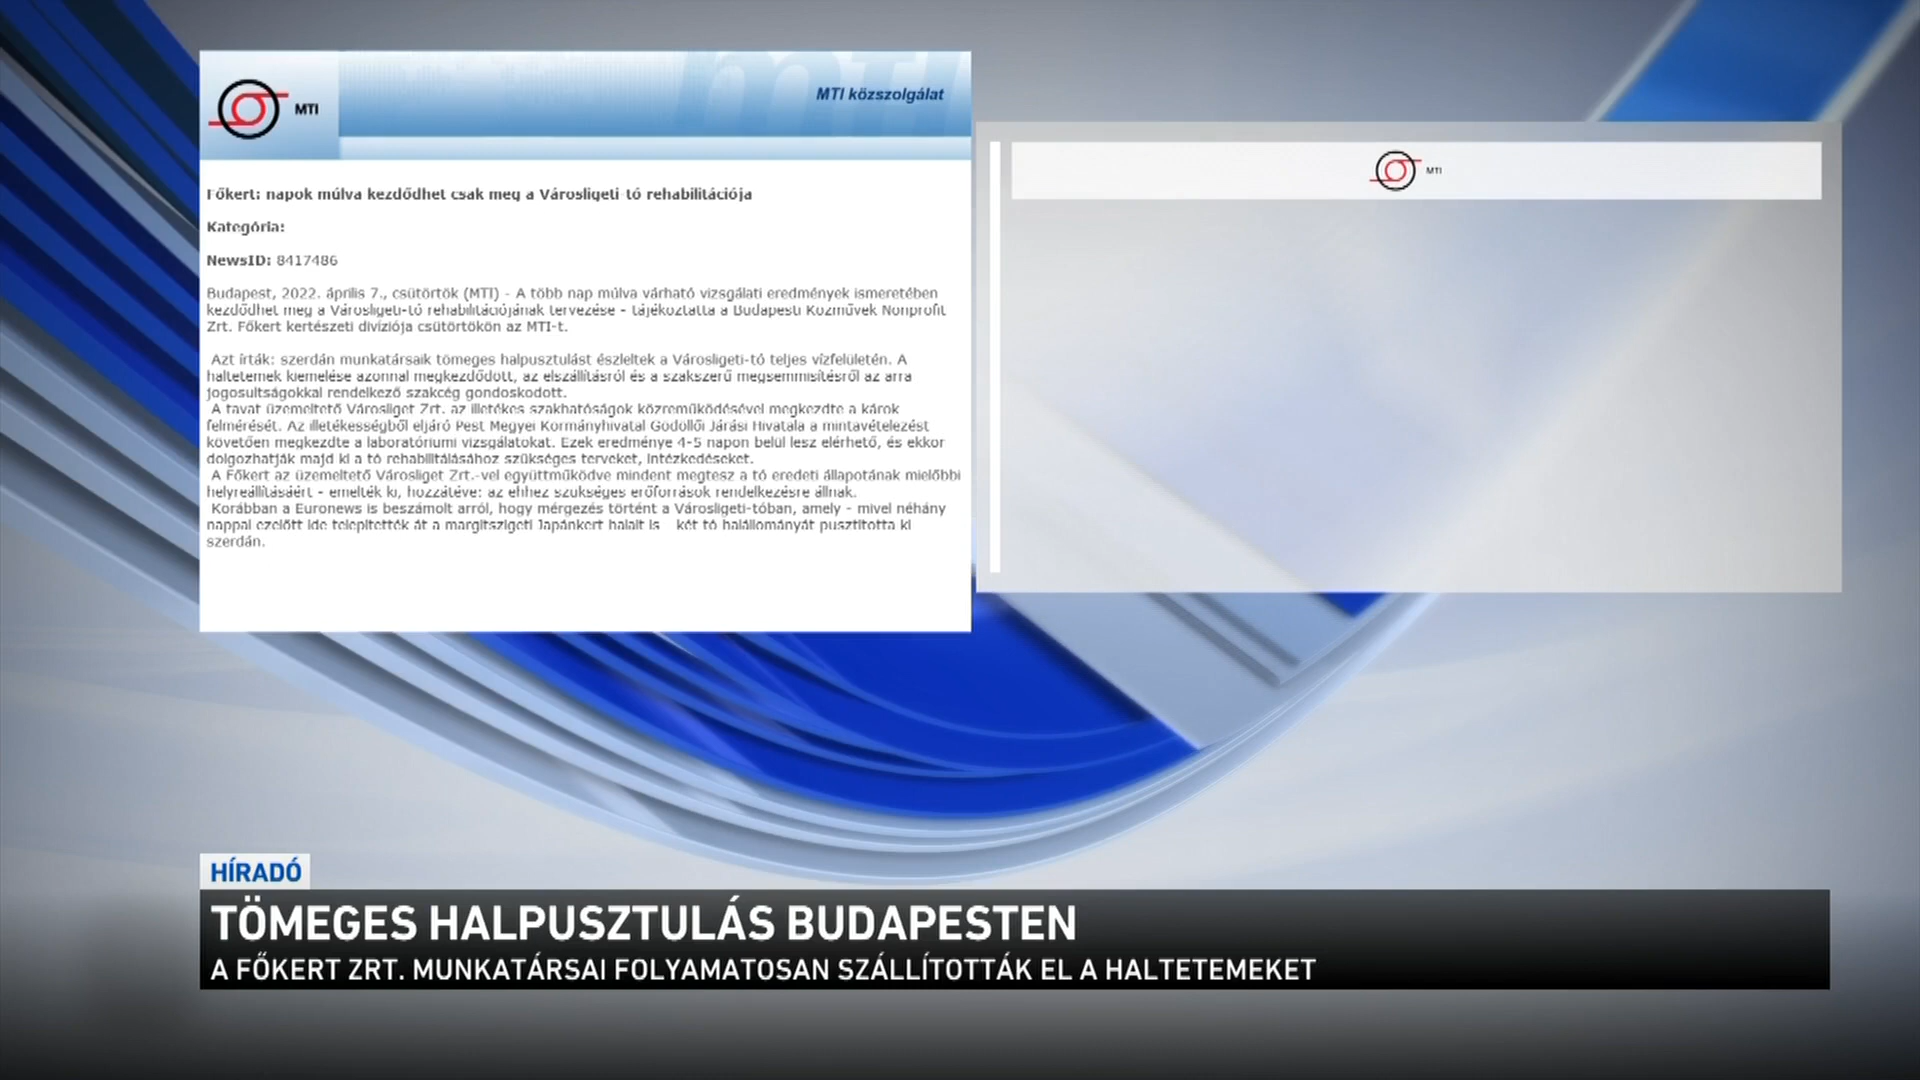 MTI
MTI közszolgálat
MTI
Főkert: napok múlva kezdődhet csak meg a Városligeti-tó rehabilitációja
Kategória:
NewsID: 8417486
Budapest, 2022. április 7., csütörtök (MTI) - A több nap múlva várható vizsgálati eredmények ismeretében
kezdődhet meg a Városligeti-tó rehabilitációjának tervezése - tájékoztatta a Budapesti Közművek Nonprofit
Zrt. Főkert kertészeti divíziója csütörtökön az MTI-t.
Azt írták: szerdán munkatársaik tömeges halpusztulást észleltek a Városligeti-tó teljes vízfelületén. A
haltetemek kiemelése azonnal megkezdődött, az elszállításról és a szakszerű megsemmisítésről az arra
jogosultságokkal rendelkező szakcég gondoskodott.
A tavat üzemeltető Városliget Zrt. az illetékes szakhatóságok közreműködésével megkezdte a károk
felmérését. Az illetékességből eljáró Pest Megyei Kormányhivatal Gödöllői Járási Hivatala a mintavételezést
követően megkezdte a laboratóriumi vizsgálatokat. Ezek eredménye 4-5 napon belül lesz elérhető, és ekkor
dolgozhatják majd ki a tó rehabilitálásához szükséges terveket, intézkedéseket.
A Főkert az üzemeltető Városliget Zrt.-vel együttműködve mindent megtesz a tó eredeti állapotának mielőbbi
helyreállításáért - emelték ki, hozzátéve: az ehhez szükséges erőforrások rendelkezésre állnak.
Korábban a Euronews is beszámolt arról, hogy mérgezés történt a Városligeti-tóban, amely - mivel néhány
nappal ezelőtt ide telepítették át a margitszigeti Japánkert halait is - két tó halállományát pusztította ki
szerdán.
HÍRADÓ
TÖMEGES HALPUSZTULÁS BUDAPESTEN
A FŐKERT ZRT. MUNKATÁRSAI FOLYAMATOSAN SZÁLLÍTOTTÁK EL A HALTETEMEKET